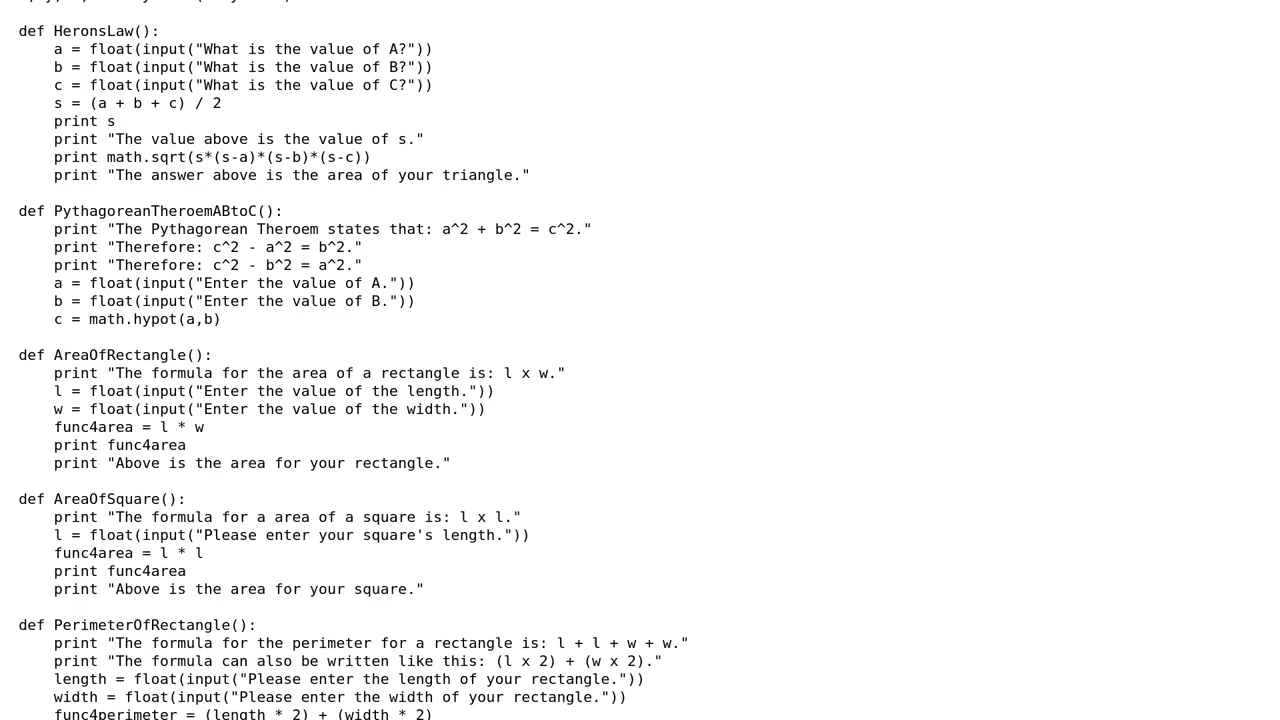 def HeronsLaw():
    a = float(input("What is the value of A?"))
    b = float(input("What is the value of B?"))
    c = float(input("What is the value of C?"))
    s = (a + b + c) / 2
    print s
    print "The value above is the value of s."
    print math.sqrt(s*(s-a)*(s-b)*(s-c))
    print "The answer above is the area of your triangle."
def PythagoreanTheroemABtoC():
    print "The Pythagorean Theroem states that: a^2 + b^2 = c^2."
    print "Therefore: c^2 - a^2 = b^2."
    print "Therefore: c^2 - b^2 = a^2."
    a = float(input("Enter the value of A."))
    b = float(input("Enter the value of B."))
    c = math.hypot(a,b)
def AreaOfRectangle():
    print "The formula for the area of a rectangle is: l x w."
    l = float(input("Enter the value of the length."))
    w = float(input("Enter the value of the width."))
    func4area = l * w
    print func4area
    print "Above is the area for your rectangle."
def AreaOfSquare():
    print "The formula for a area of a square is: l x l."
    l = float(input("Please enter your square's length."))
    func4area = l * l
    print func4area
    print "Above is the area for your square."
def PerimeterOfRectangle():
    print "The formula for the perimeter for a rectangle is: l + l + w + w."
    print "The formula can also be written like this: (l x 2) + (w x 2)."
    length = float(input("Please enter the length of your rectangle."))
    width = float(input("Please enter the width of your rectangle."))
    func4perimeter = (length * 2) + (width * 2)